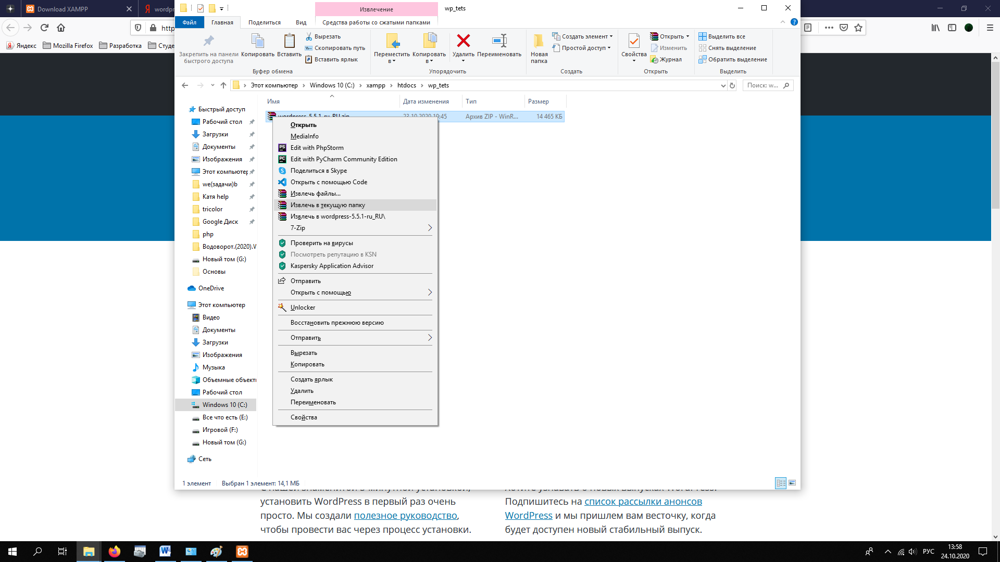 Download XAMPP
wordpr
Извлечение
wp_tets
Файл
Главная
Поделиться
Вид
Средства работы со сжатыми папками
http
Яндекс
Mozilla Firefox
Разработка
Студе
Закрепить на панели
быстрого доступа
Копировать
Вставить
Вырезать
Скопировать путь
Вставить ярлык
Буфер обмена
Переместить
в
Копировать
в
Удалить
Переименовать
Упорядочить
Новая
папка
Создать элемент
Простой доступ
Создать
Свойства
Открыть
Изменить
Журнал
Открыть
Выделить все
Снять выделение
Обратить выделение
Выделить
Этот компьютер
Windows 10 (C:)
xampp
htdocs
wp_tets
Поиск: w...
Имя
Дата изменения
Тип
Размер
wordpress-5.5.1-ru_RU.zip
23.10.2020 19:45
Архив ZIP - WinR...
14 465 КБ
Быстрый доступ
Рабочий стол
Загрузки
Документы
Изображения
Этот компьютер
we(задачи)b
Катя help
tricolor
Google Диск
php
Водоворот.(2020).W
Новый том (G:)
Основы
OneDrive
Этот компьютер
Видео
Документы
Загрузки
Изображения
Музыка
Объемные объекты
Рабочий стол
Windows 10 (C:)
Все что есть (E:)
Игровой (F:)
Новый том (G:)
Сеть
Открыть
MediaInfo
Edit with PhpStorm
Edit with PyCharm Community Edition
Поделиться в Skype
Открыть с помощью Code
Извлечь файлы...
Извлечь в текущую папку
Извлечь в wordpress-5.5.1-ru_RU\
7-Zip
Проверить на вирусы
Посмотреть репутацию в KSN
Kaspersky Application Advisor
Отправить
Открыть с помощью
Unlocker
Восстановить прежнюю версию
Отправить
Вырезать
Копировать
Создать ярлык
Удалить
Переименовать
Свойства
1 элемент
Выбран 1 элемент: 14,1 МБ
С нашей знаменитой 5-минутной установкой,
установить WordPress в первый раз очень
просто. Мы создали полезное руководство,
чтобы провести вас через процесс установки.
Хотите узнавать о новых выпусках WordPress?
Подпишитесь на список рассылки анонсов
WordPress и мы пришлем вам весточку, когда
будет доступен новый стабильный выпуск.
РУС
13:58
24.10.2020